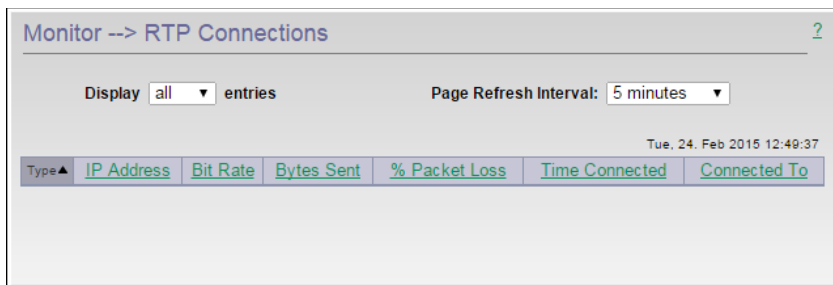 Monitor --> RTP Connections ?
Display all ▼ entries Page Refresh Interval: 5 minutes ▼
Tue, 24. Feb 2015 12:49:37
Type▲ IP Address Bit Rate Bytes Sent % Packet Loss Time Connected Connected To